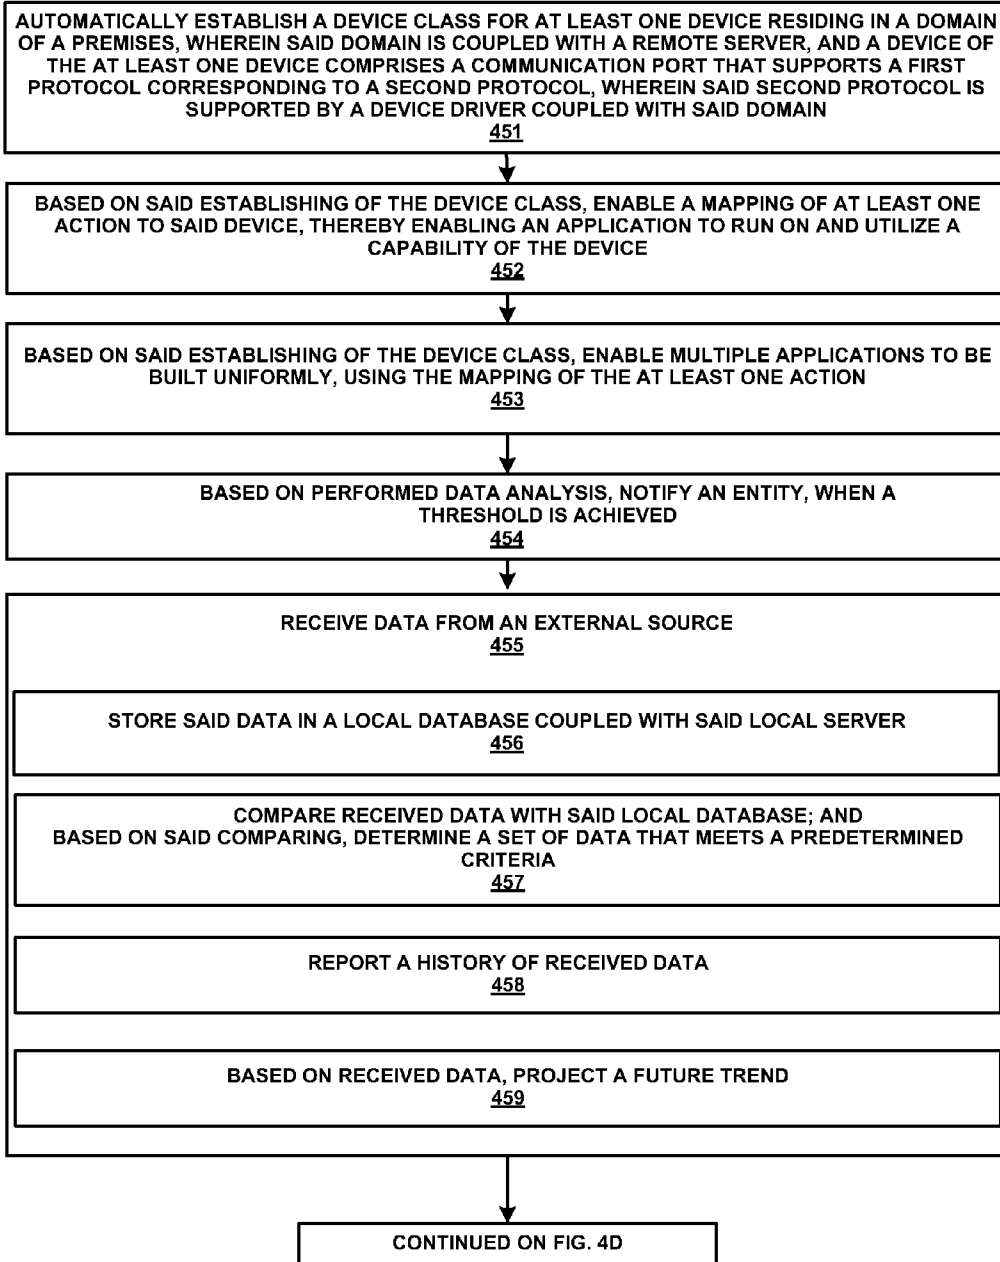 AUTOMATICALLY ESTABLISH A DEVICE CLASS FOR AT LEAST ONE DEVICE RESIDING IN A DOMAIN
OF A PREMISES, WHEREIN SAID DOMAIN IS COUPLED WITH A REMOTE SERVER, AND A DEVICE OF
THE AT LEAST ONE DEVICE COMPRISES A COMMUNICATION PORT THAT SUPPORTS A FIRST
PROTOCOL CORRESPONDING TO A SECOND PROTOCOL, WHEREIN SAID SECOND PROTOCOL IS
SUPPORTED BY A DEVICE DRIVER COUPLED WITH SAID DOMAIN
451
BASED ON SAID ESTABLISHING OF THE DEVICE CLASS, ENABLE A MAPPING OF AT LEAST ONE
ACTION TO SAID DEVICE, THEREBY ENABLING AN APPLICATION TO RUN ON AND UTILIZE A
CAPABILITY OF THE DEVICE
452
BASED ON SAID ESTABLISHING OF THE DEVICE CLASS, ENABLE MULTIPLE APPLICATIONS TO BE
BUILT UNIFORMLY, USING THE MAPPING OF THE AT LEAST ONE ACTION
453
BASED ON PERFORMED DATA ANALYSIS, NOTIFY AN ENTITY, WHEN A
THRESHOLD IS ACHIEVED
454
RECEIVE DATA FROM AN EXTERNAL SOURCE
455
STORE SAID DATA IN A LOCAL DATABASE COUPLED WITH SAID LOCAL SERVER
456
COMPARE RECEIVED DATA WITH SAID LOCAL DATABASE; AND
BASED ON SAID COMPARING, DETERMINE A SET OF DATA THAT MEETS A PREDETERMINED
CRITERIA
457
REPORT A HISTORY OF RECEIVED DATA
458
BASED ON RECEIVED DATA, PROJECT A FUTURE TREND
459
CONTINUED ON FIG. 4D